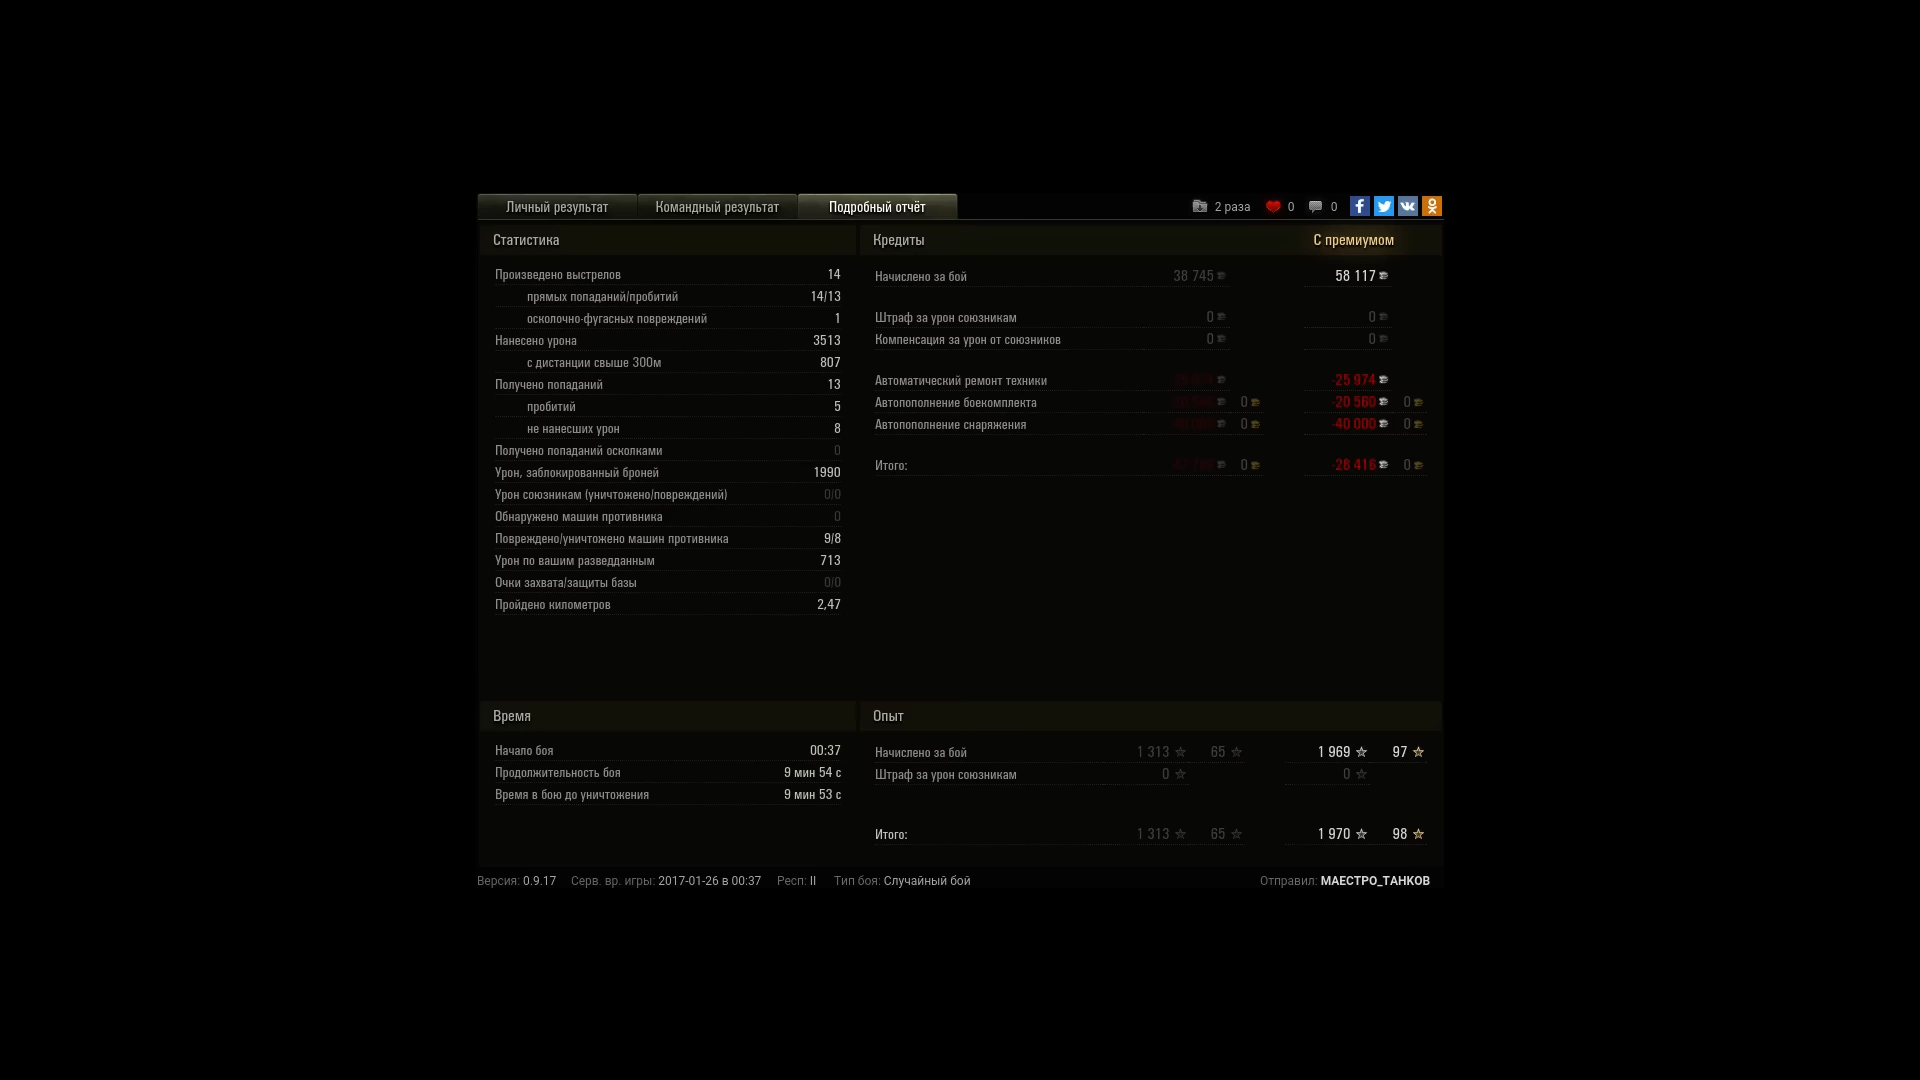 Личный результат Командный результат Подробный отчёт 2 раза 0 0
Статистика
Произведено выстрелов 14
прямых попаданий/пробитий 14/13
осколочно-фугасных повреждений 1
Нанесено урона 3513
с дистанции свыше 300м 807
Получено попаданий 13
пробитий 5
не нанесших урон 8
Получено попаданий осколками 0
Урон, заблокированный броней 1990
Урон союзникам (уничтожено/повреждений) 0/0
Обнаружено машин противника 0
Повреждено/уничтожено машин противника 9/8
Урон по вашим разведданным 713
Очки захвата/защиты базы 0/0
Пройдено километров 2,47
Кредиты С премиумом
Начислено за бой 38 745 58 117
Штраф за урон союзникам 0 0
Компенсация за урон от союзников 0 0
Автоматический ремонт техники -25 974
Автопополнение боекомплекта 0 -20 560 0
Автопополнение снаряжения 0 -40 000 0
Итого: 0 -28 416 0
Время
Начало боя 00:37
Продолжительность боя 9 мин 54 с
Время в бою до уничтожения 9 мин 53 с
Опыт
Начислено за бой 1 313 65 1 969 97
Штраф за урон союзникам 0 0
Итого: 1 313 65 1 970 98
Версия: 0.9.17 Серв. вр. игры: 2017-01-26 в 00:37 Респ: II Тип боя: Случайный бой Отправил: MAECTPO_TAHKOB